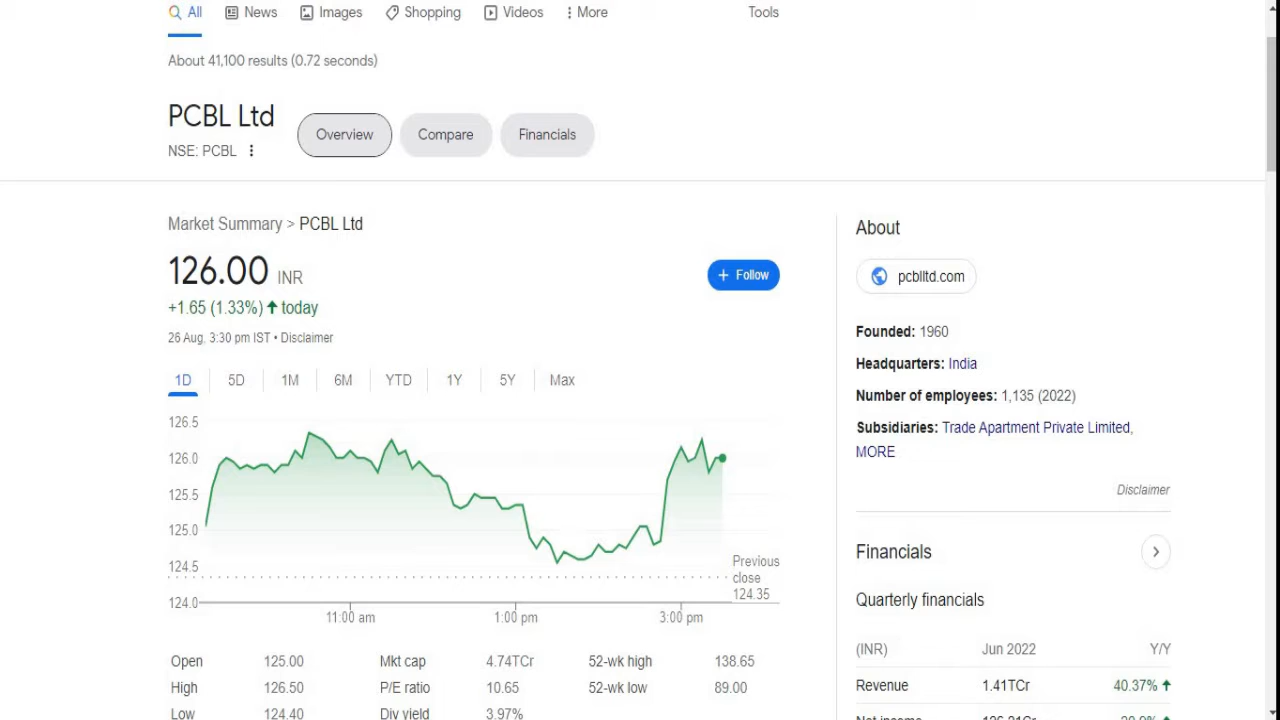 All News Images Shopping Videos More Tools
About 41,100 results (0.72 seconds)
PCBL Ltd
NSE: PCBL
Overview Compare Financials
Market Summary > PCBL Ltd
126.00 INR
+ Follow
+1.65 (1.33%) today
26 Aug, 3:30 pm IST • Disclaimer
1D 5D 1M 6M YTD 1Y 5Y Max
126.5
126.0
125.5
125.0
124.5
124.0
Previous
close
124.35
11:00 am 1:00 pm 3:00 pm
Open 125.00 Mkt cap 4.74TCr 52-wk high 138.65
High 126.50 P/E ratio 10.65 52-wk low 89.00
Low 124.40 Div yield 3.97%
About
pcblltd.com
Founded: 1960
Headquarters: India
Number of employees: 1,135 (2022)
Subsidiaries: Trade Apartment Private Limited,
MORE
Disclaimer
Financials
Quarterly financials
(INR) Jun 2022 Y/Y
Revenue 1.41TCr 40.37%